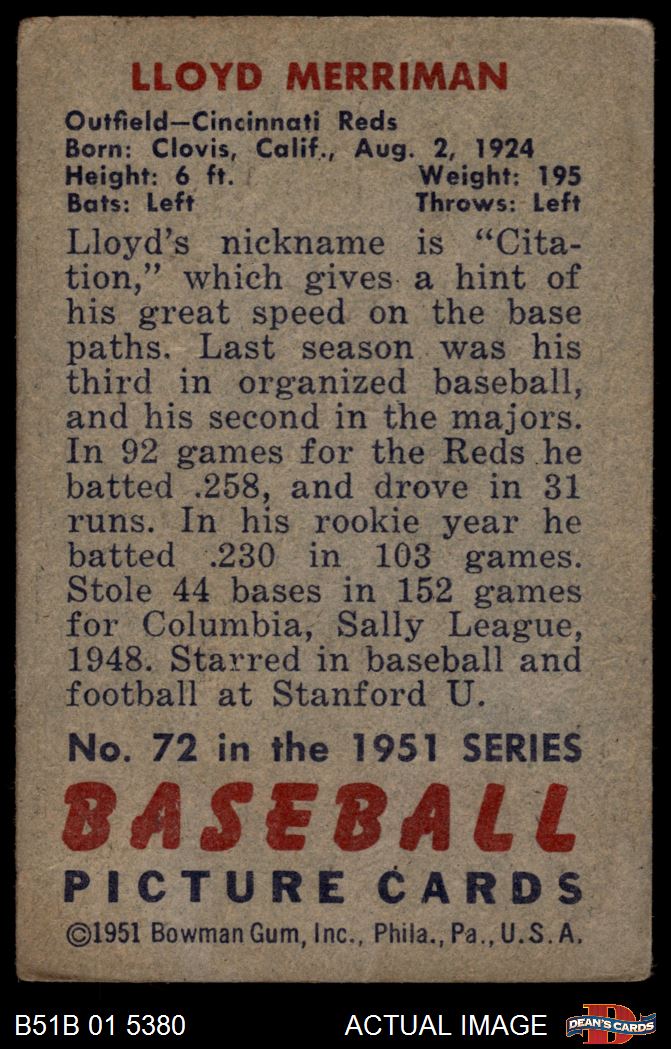 LLOYD MERRIMAN
Outfield—Cincinnati Reds
Born: Clovis, Calif., Aug. 2, 1924
Height: 6 ft. Weight: 195
Bats: Left Throws: Left
Lloyd's nickname is "Cita-
tion," which gives a hint of
his great speed on the base
paths. Last season was his
third in organized baseball,
and his second in the majors.
In 92 games for the Reds he
batted .258, and drove in 31
runs. In his rookie year he
batted .230 in 103 games.
Stole 44 bases in 152 games
for Columbia, Sally League,
1948. Starred in baseball and
football at Stanford U.
No. 72 in the 1951 SERIES
BASEBALL
PICTURE CARDS
©1951 Bowman Gum, Inc., Phila., Pa., U.S.A.
B51B 01 5380 ACTUAL IMAGE D DEAN'S CARDS